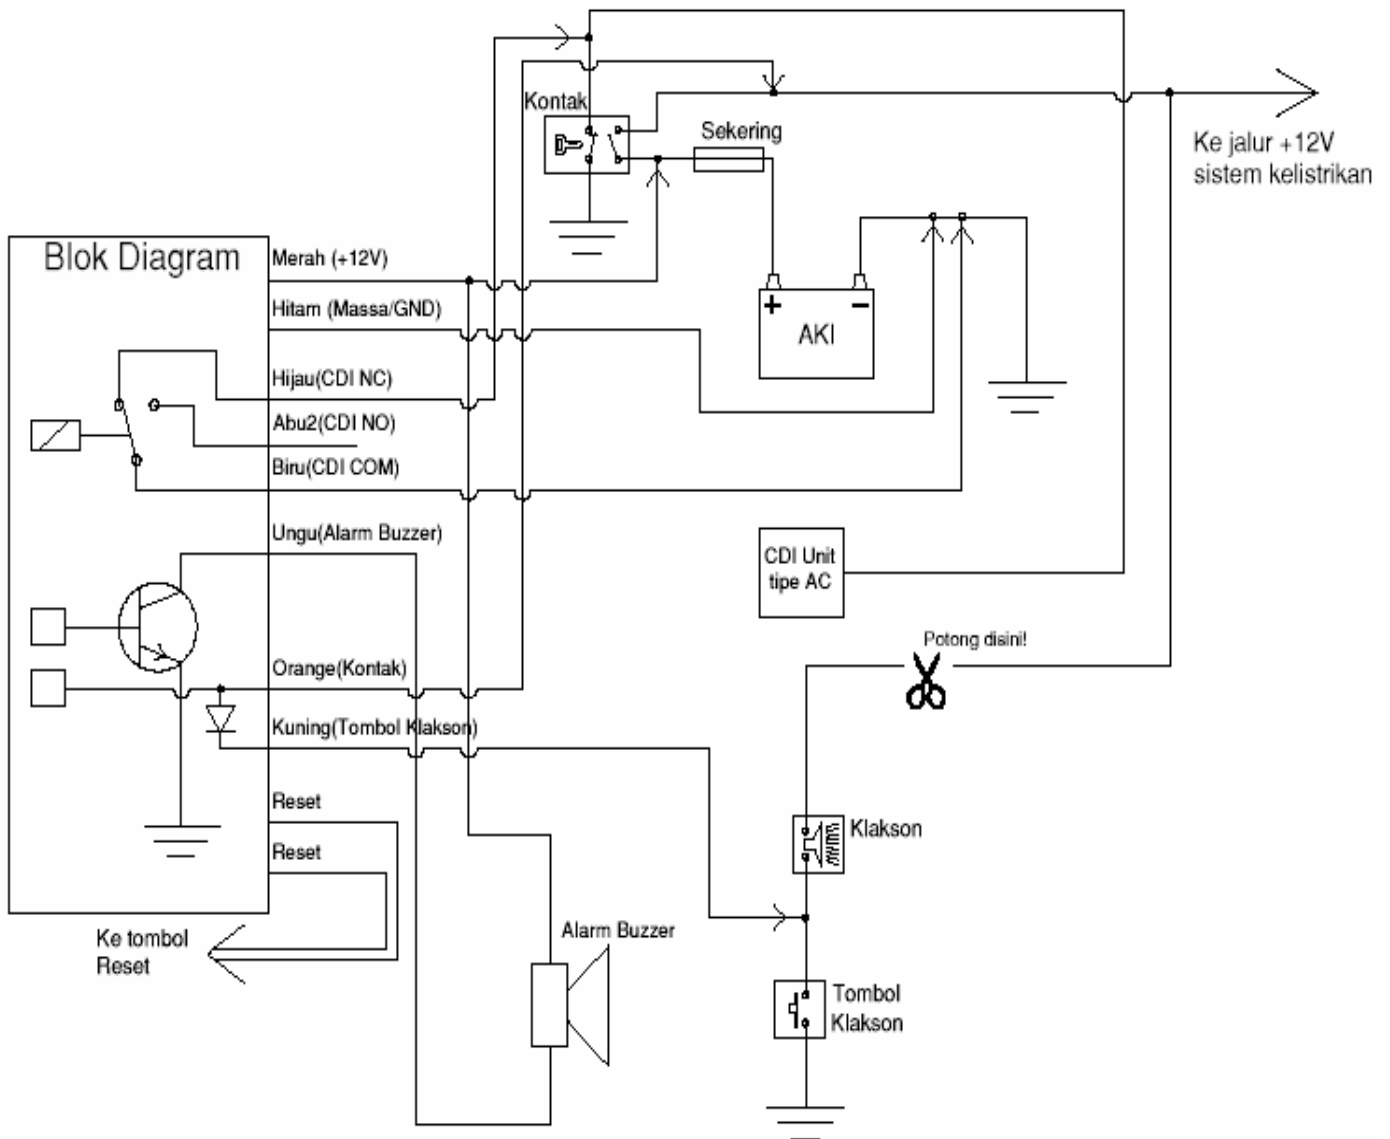 Kontak
Sekering
Ke jalur +12V
sistem kelistrikan
Blok Diagram
Merah (+12V)
Hitam (Massa/GND)
+
−
AKI
Hijau(CDI NC)
Abu2(CDI NO)
Biru(CDI COM)
Ungu(Alarm Buzzer)
CDI Unit
tipe AC
Potong disini!
Orange(Kontak)
Kuning(Tombol Klakson)
Reset
Klakson
Reset
Ke tombol
Reset
Alarm Buzzer
Tombol
Klakson